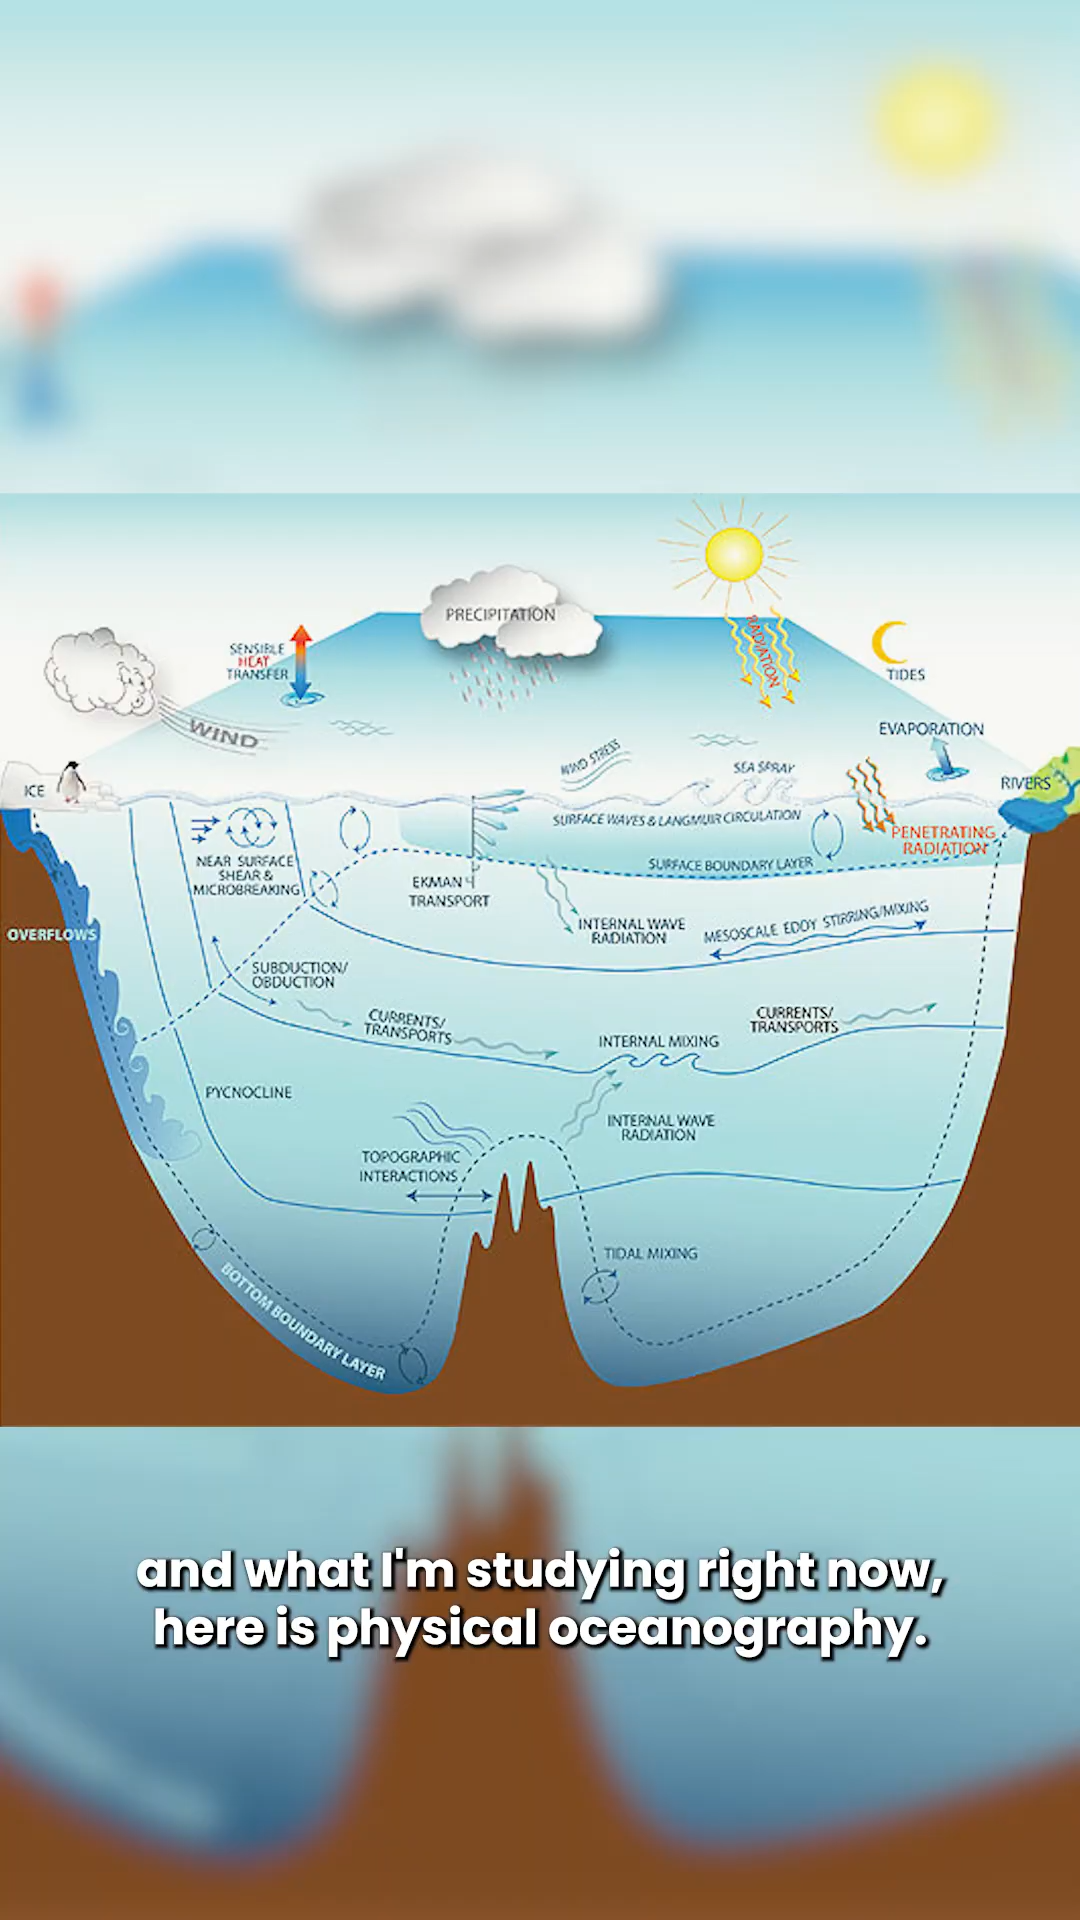 PRECIPITATION
SENSIBLE
HEAT
TRANSFER
RADIATION
TIDES
WIND
EVAPORATION
WIND STRESS
SEA SPRAY
ICE
RIVERS
SURFACE WAVES & LANGMUIR CIRCULATION
PENETRATING
RADIATION
NEAR SURFACE
SHEAR &
MICROBREAKING
SURFACE BOUNDARY LAYER
EKMAN
TRANSPORT
INTERNAL WAVE
RADIATION
MESOSCALE EDDY STIRRING/MIXING
OVERFLOWS
SUBDUCTION/
OBDUCTION
CURRENTS/
TRANSPORTS
CURRENTS/
TRANSPORTS
INTERNAL MIXING
PYCNOCLINE
INTERNAL WAVE
RADIATION
TOPOGRAPHIC
INTERACTIONS
TIDAL MIXING
BOTTOM BOUNDARY LAYER
and what I'm studying right now,
here is physical oceanography.